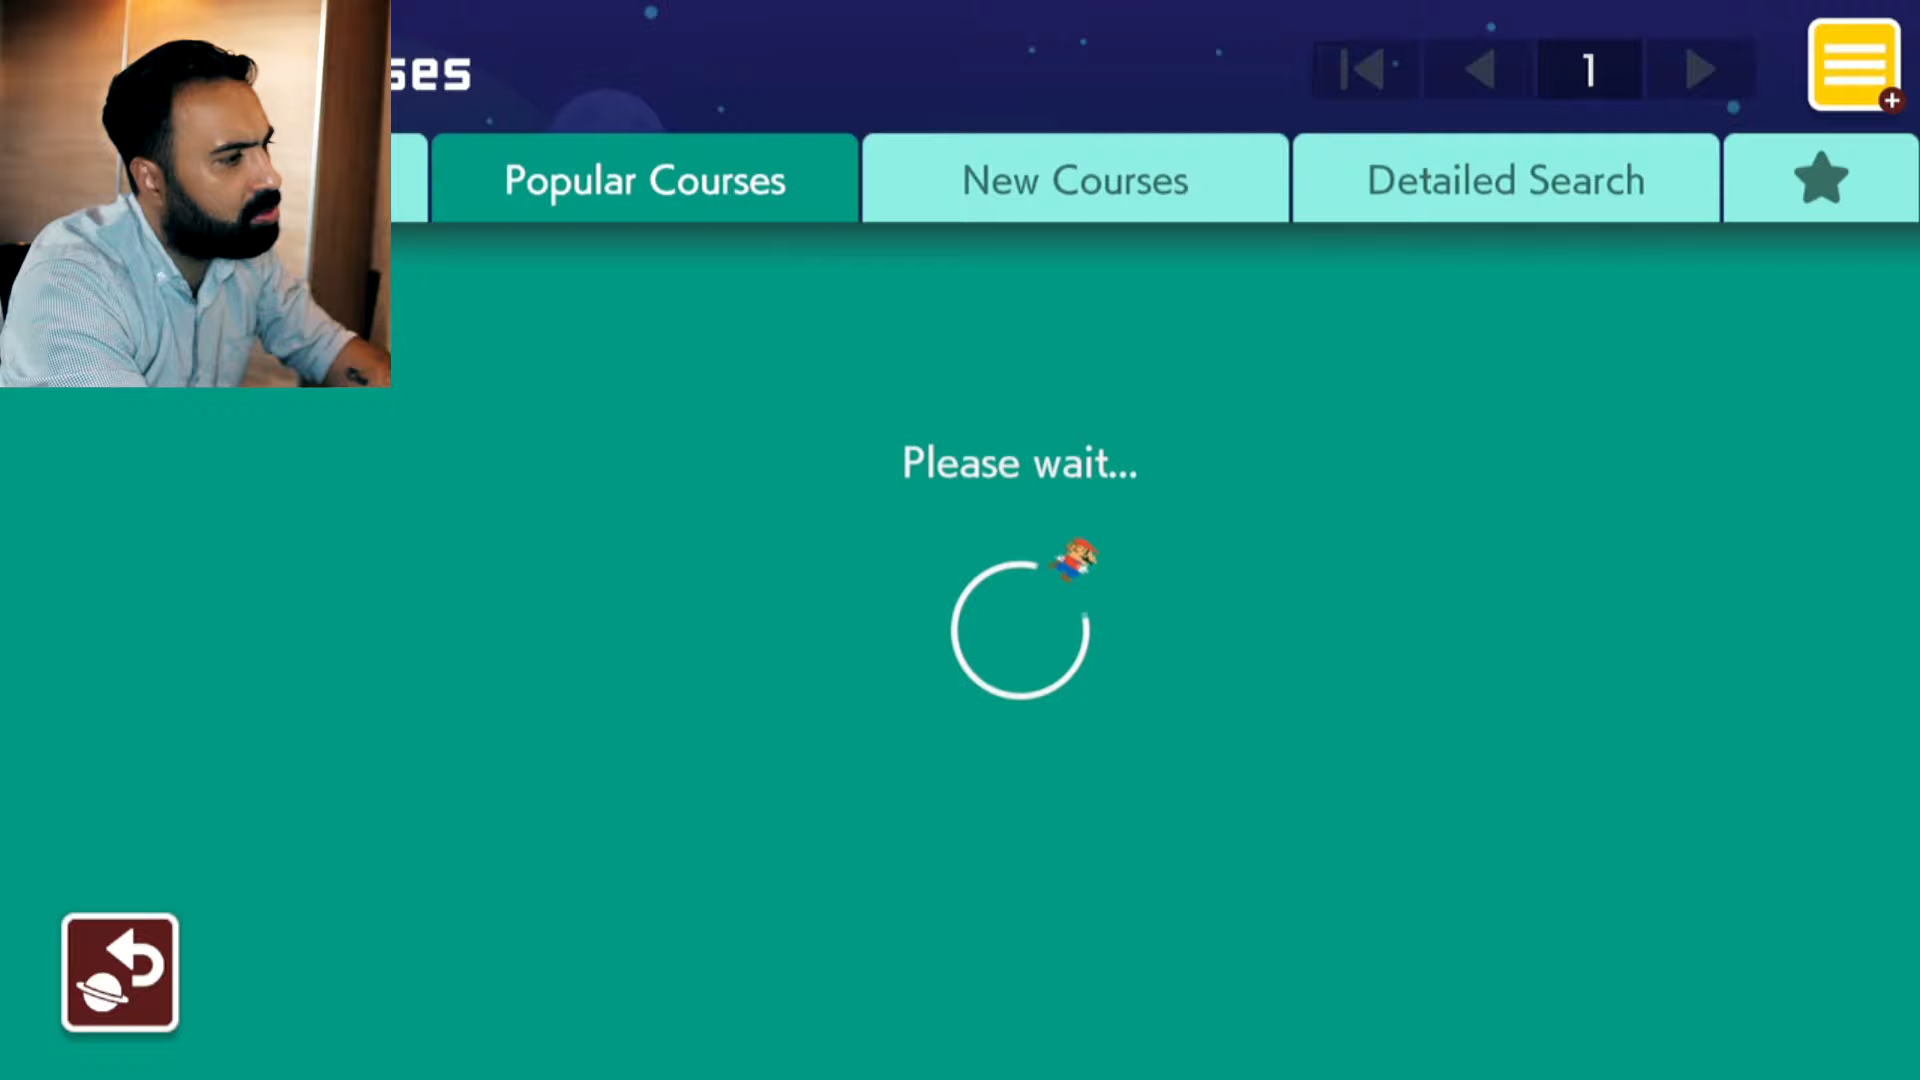 ses
1
Popular Courses
New Courses
Detailed Search
Please wait...